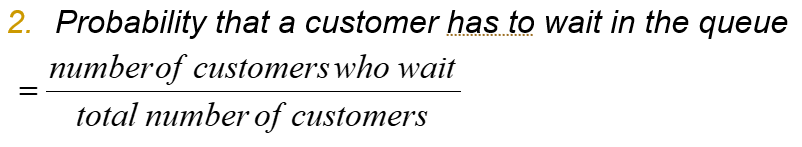 2. Probability that a customer has to wait in the queue
= number of customers who wait
total number of customers